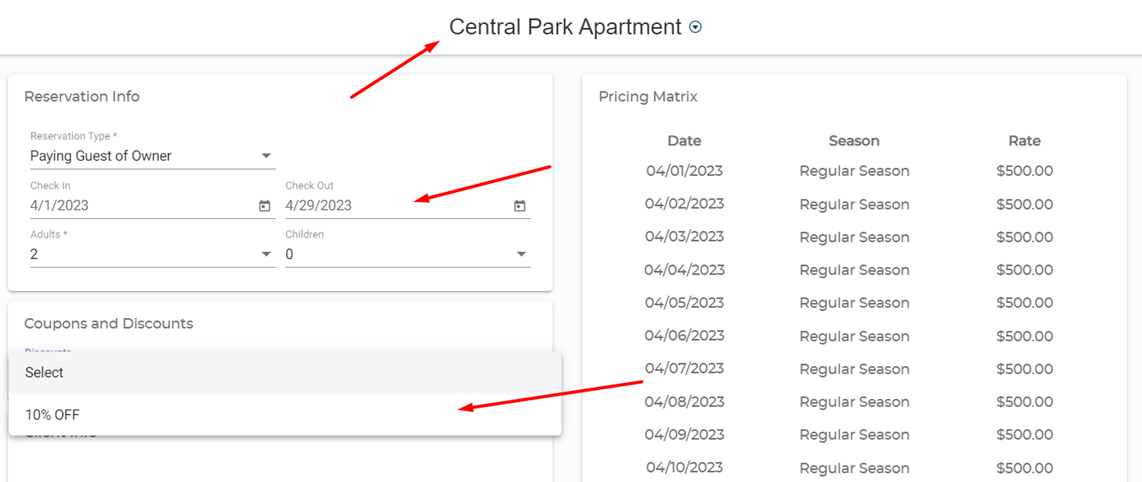 Central Park Apartment
Reservation Info
Reservation Type *
Paying Guest of Owner
Check In
Check Out
4/1/2023
4/29/2023
Adults *
Children
2
0
Coupons and Discounts
Discounts
Select
10% OFF
Client Info
Pricing Matrix
Date Season Rate
04/01/2023 Regular Season $500.00
04/02/2023 Regular Season $500.00
04/03/2023 Regular Season $500.00
04/04/2023 Regular Season $500.00
04/05/2023 Regular Season $500.00
04/06/2023 Regular Season $500.00
04/07/2023 Regular Season $500.00
04/08/2023 Regular Season $500.00
04/09/2023 Regular Season $500.00
04/10/2023 Regular Season $500.00